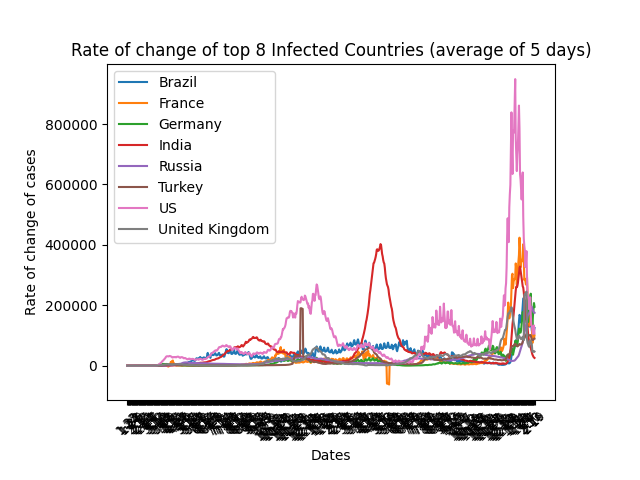 Rate of change of top 8 Infected Countries (average of 5 days)
Brazil
France
Germany
India
Russia
Turkey
US
United Kingdom
800000
600000
400000
200000
0
Rate of change of cases
Dates